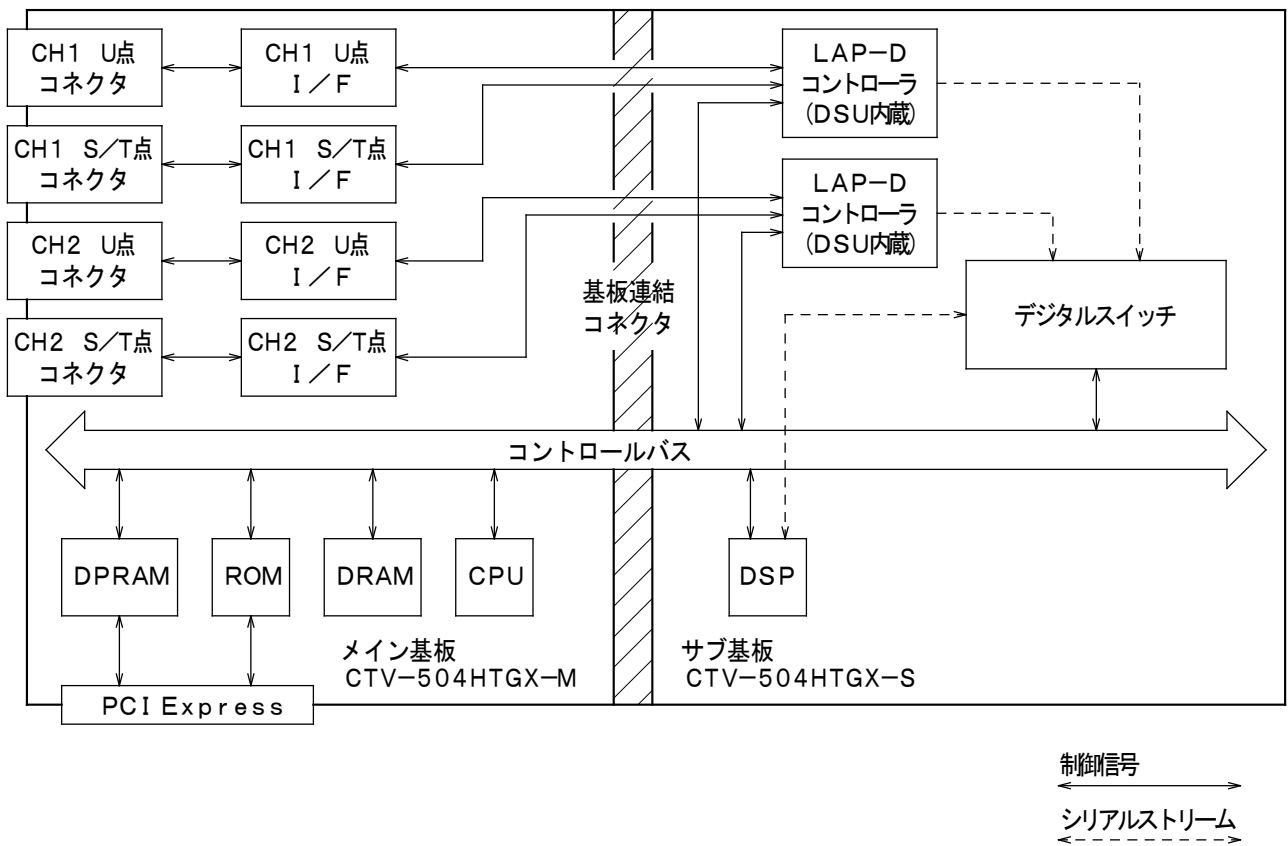 CH1 U点
コネクタ
CH1 U点
I/F
LAP-D
コントローラ
(DSU内蔵)
CH1 S/T点
コネクタ
CH1 S/T点
I/F
LAP-D
コントローラ
(DSU内蔵)
CH2 U点
コネクタ
CH2 U点
I/F
基板連結
コネクタ
デジタルスイッチ
CH2 S/T点
コネクタ
CH2 S/T点
I/F
コントロールバス
DPRAM
ROM
DRAM
CPU
DSP
メイン基板
CTV-504HTGX-M
サブ基板
CTV-504HTGX-S
PCI Express
制御信号
シリアルストリーム